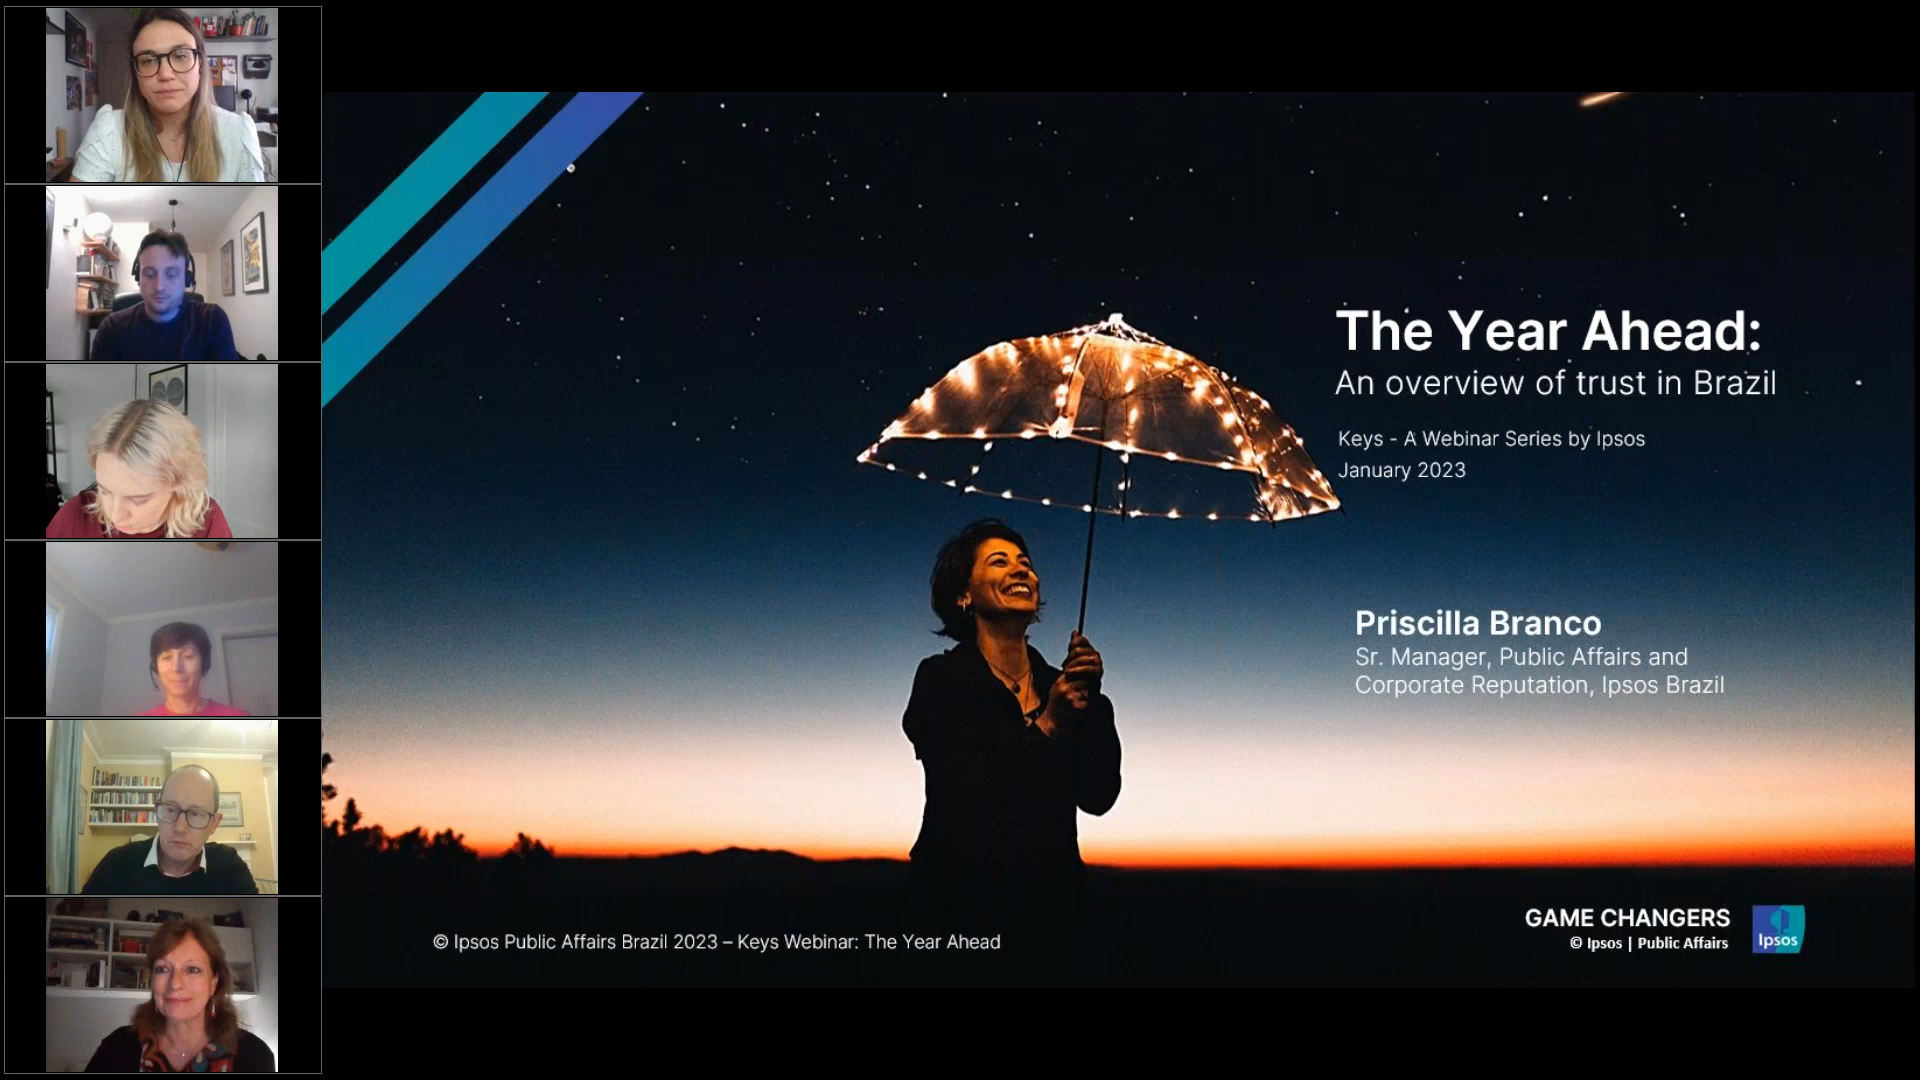 The Year Ahead:
An overview of trust in Brazil
Keys - A Webinar Series by Ipsos
January 2023
Priscilla Branco
Sr. Manager, Public Affairs and
Corporate Reputation, Ipsos Brazil
© Ipsos Public Affairs Brazil 2023 – Keys Webinar: The Year Ahead
GAME CHANGERS
© Ipsos | Public Affairs
Ipsos